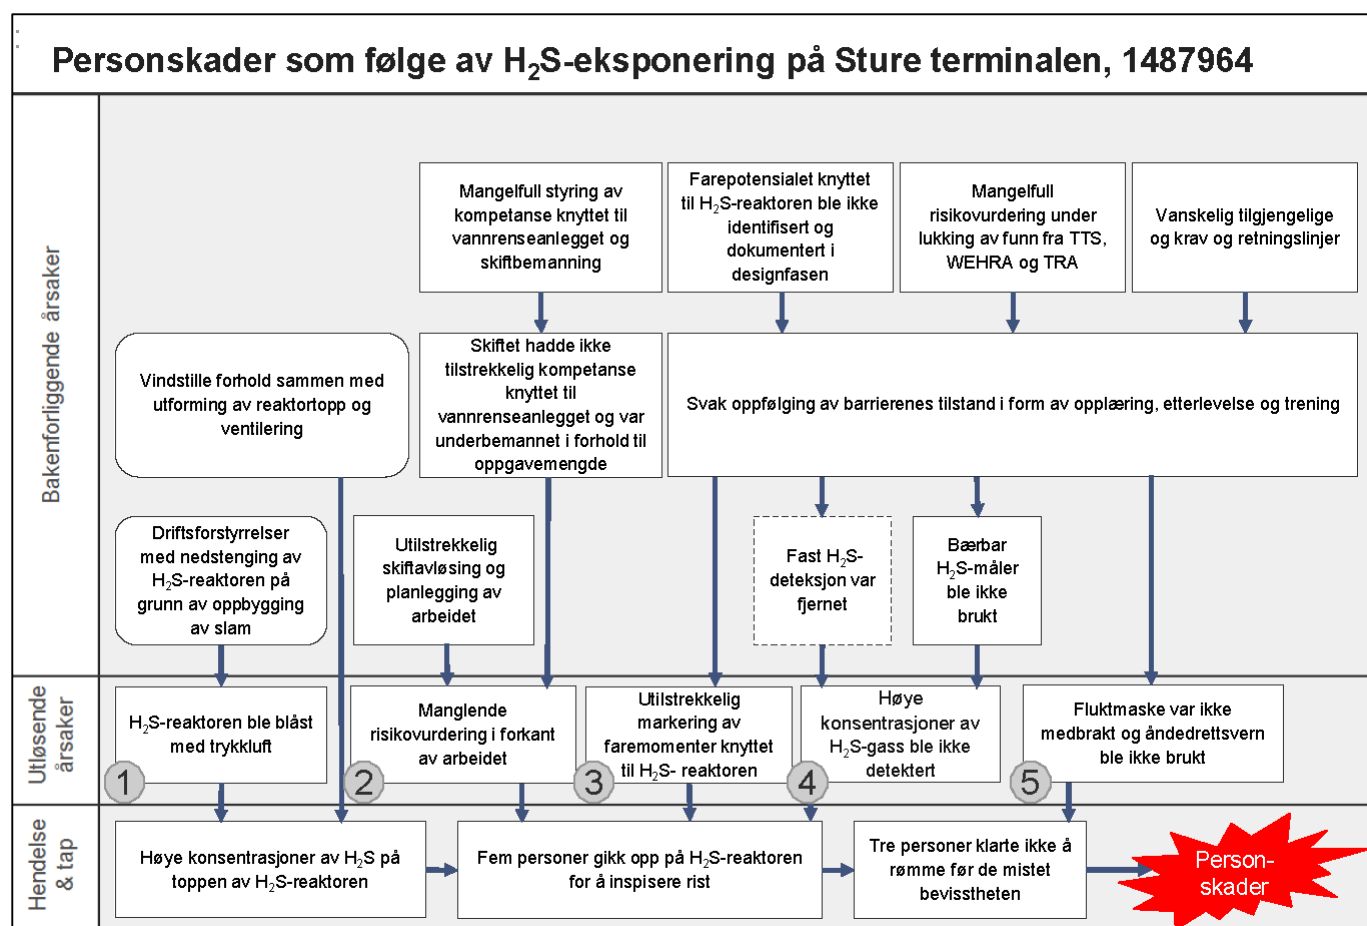 Personskader som følge av H₂S-eksponering på Sture terminalen, 1487964
Bakenforliggende årsaker
Mangelfull styring av
kompetanse knyttet til
vannrenseanlegget og
skiftbemanning
Farepotensialet knyttet
til H₂S-reaktoren ble ikke
identifisert og
dokumentert i
designfasen
Mangelfull
risikovurdering under
lukking av funn fra TTS,
WEHRA og TRA
Vanskelig tilgjengelige
og krav og retningslinjer
Vindstille forhold sammen med
utforming av reaktortopp og
ventilering
Skiftet hadde ikke
tilstrekkelig kompetanse
knyttet til
vannrenseanlegget og var
underbemannet i forhold til
oppgavemengde
Svak oppfølging av barrierenes tilstand i form av opplæring, etterlevelse og trening
Driftsforstyrrelser
med nedstenging av
H₂S-reaktoren på
grunn av oppbygging
av slam
Utilstrekkelig
skiftavløsing og
planlegging av
arbeidet
Fast H₂S-
deteksjon var
fjernet
Bærbar
H₂S-måler
ble ikke
brukt
Utløsende
årsaker
H₂S-reaktoren ble blåst
med trykkluft
1
Manglende
risikovurdering i forkant
av arbeidet
2
Utilstrekkelig
markering av
faremomenter knyttet
til H₂S- reaktoren
3
Høye
konsentrasjoner av
H₂S-gass ble ikke
detektert
4
Fluktmaske var ikke
medbrakt og åndedrettsvern
ble ikke brukt
5
Hendelse
& tap
Høye konsentrasjoner av H₂S på
toppen av H₂S-reaktoren
Fem personer gikk opp på H₂S-reaktoren
for å inspisere rist
Tre personer klarte ikke å
rømme før de mistet
bevisstheten
Person-
skader